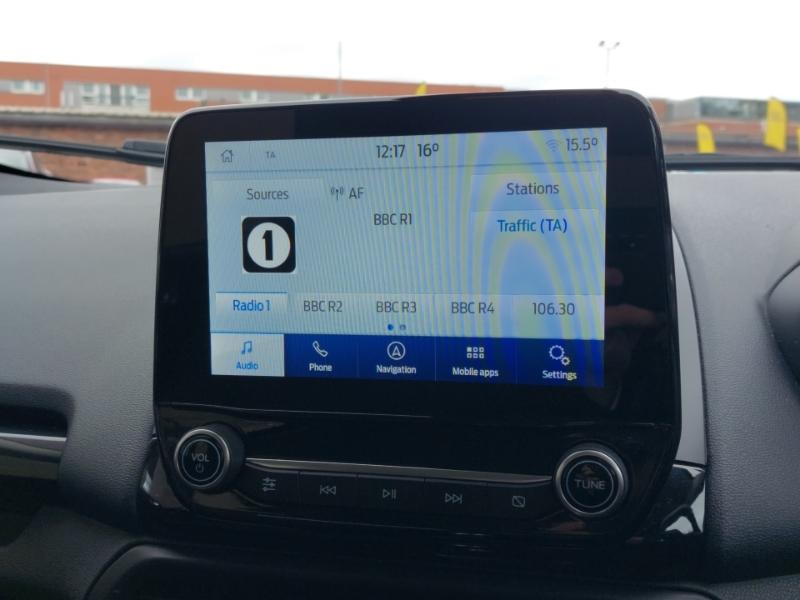 TA 12:17 16° 15.5°
Sources AF Stations
BBC R1
Traffic (TA)
1
Radio 1 BBC R2 BBC R3 BBC R4 106.30
Audio Phone Navigation Mobile apps Settings
VOL
TUNE